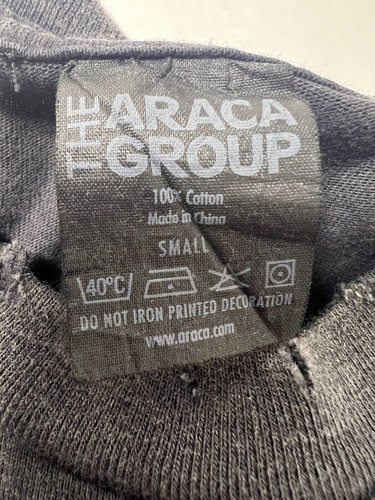 THE ARACA
GROUP
100% Cotton
Made in China
SMALL
40°C
DO NOT IRON PRINTED DECORATION
www.araca.com